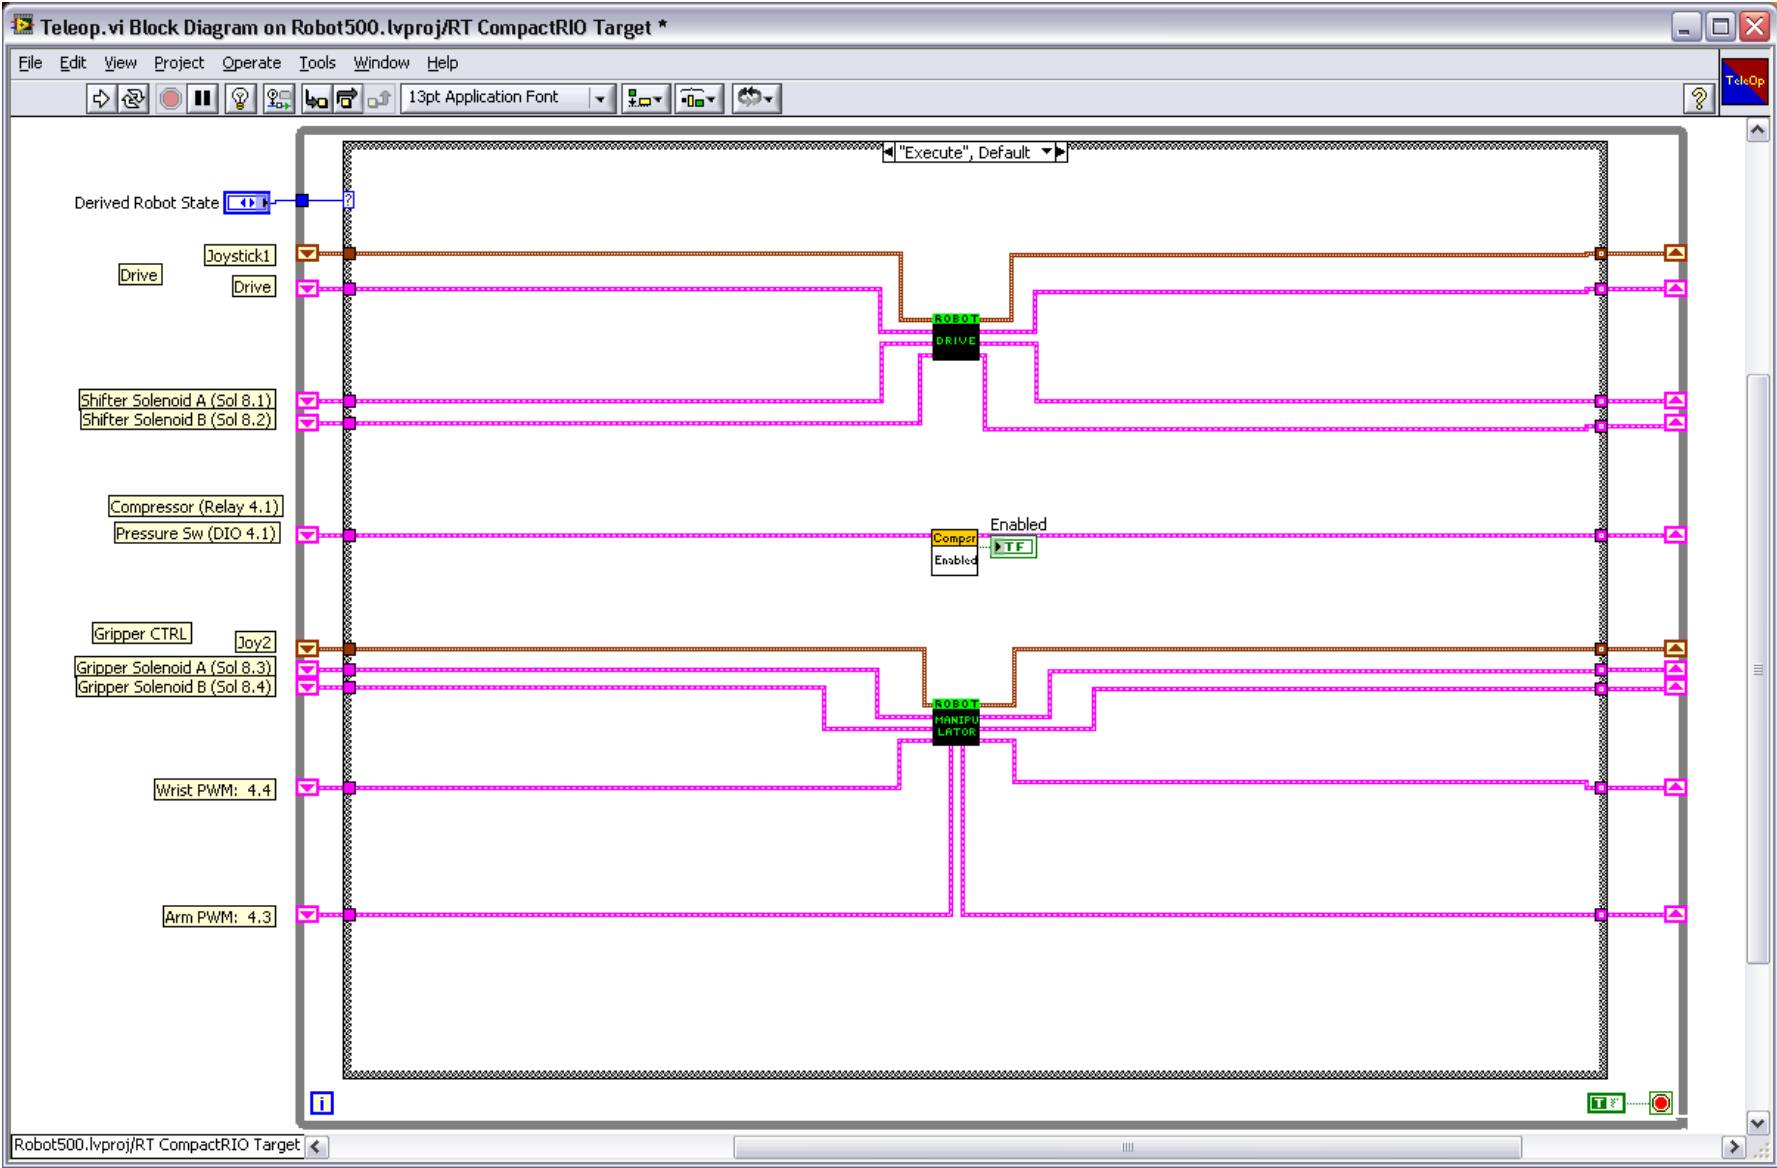 Teleop.vi Block Diagram on Robot500.lvproj/RT CompactRIO Target *
File Edit View Project Operate Tools Window Help
TeleOp
13pt Application Font
?
"Execute", Default
Derived Robot State
?
Joystick1
Drive
Drive
ROBOT
DRIVE
Shifter Solenoid A (Sol 8.1)
Shifter Solenoid B (Sol 8.2)
Compressor (Relay 4.1)
Pressure Sw (DIO 4.1)
Enabled
Compsr
TF
Enabled
Gripper CTRL
Joy2
Gripper Solenoid A (Sol 8.3)
Gripper Solenoid B (Sol 8.4)
ROBOT
MANIPU
LATOR
Wrist PWM: 4.4
Arm PWM: 4.3
i
T F
Robot500.lvproj/RT CompactRIO Target